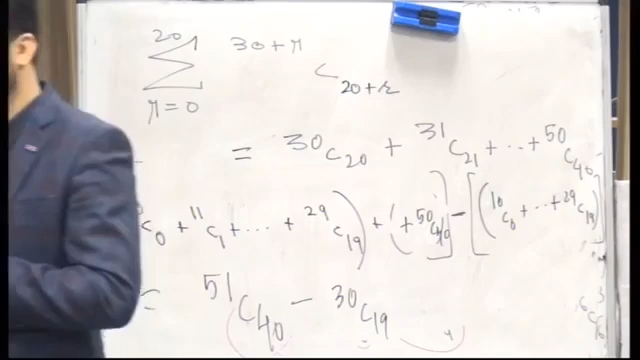 20
∑ 30+r C 20+r
r=0
= ³⁰C₂₀ + ³¹C₂₁ + ... + ⁵⁰C₄₀
C₀ + ¹¹C₁ + ... + ²⁹C₁₉) + ( + ⁵⁰C₄₀] - [(¹⁰C₀ + ... + ²⁹C₁₉)]
= ⁵¹C₄₀ - ³⁰C₁₉